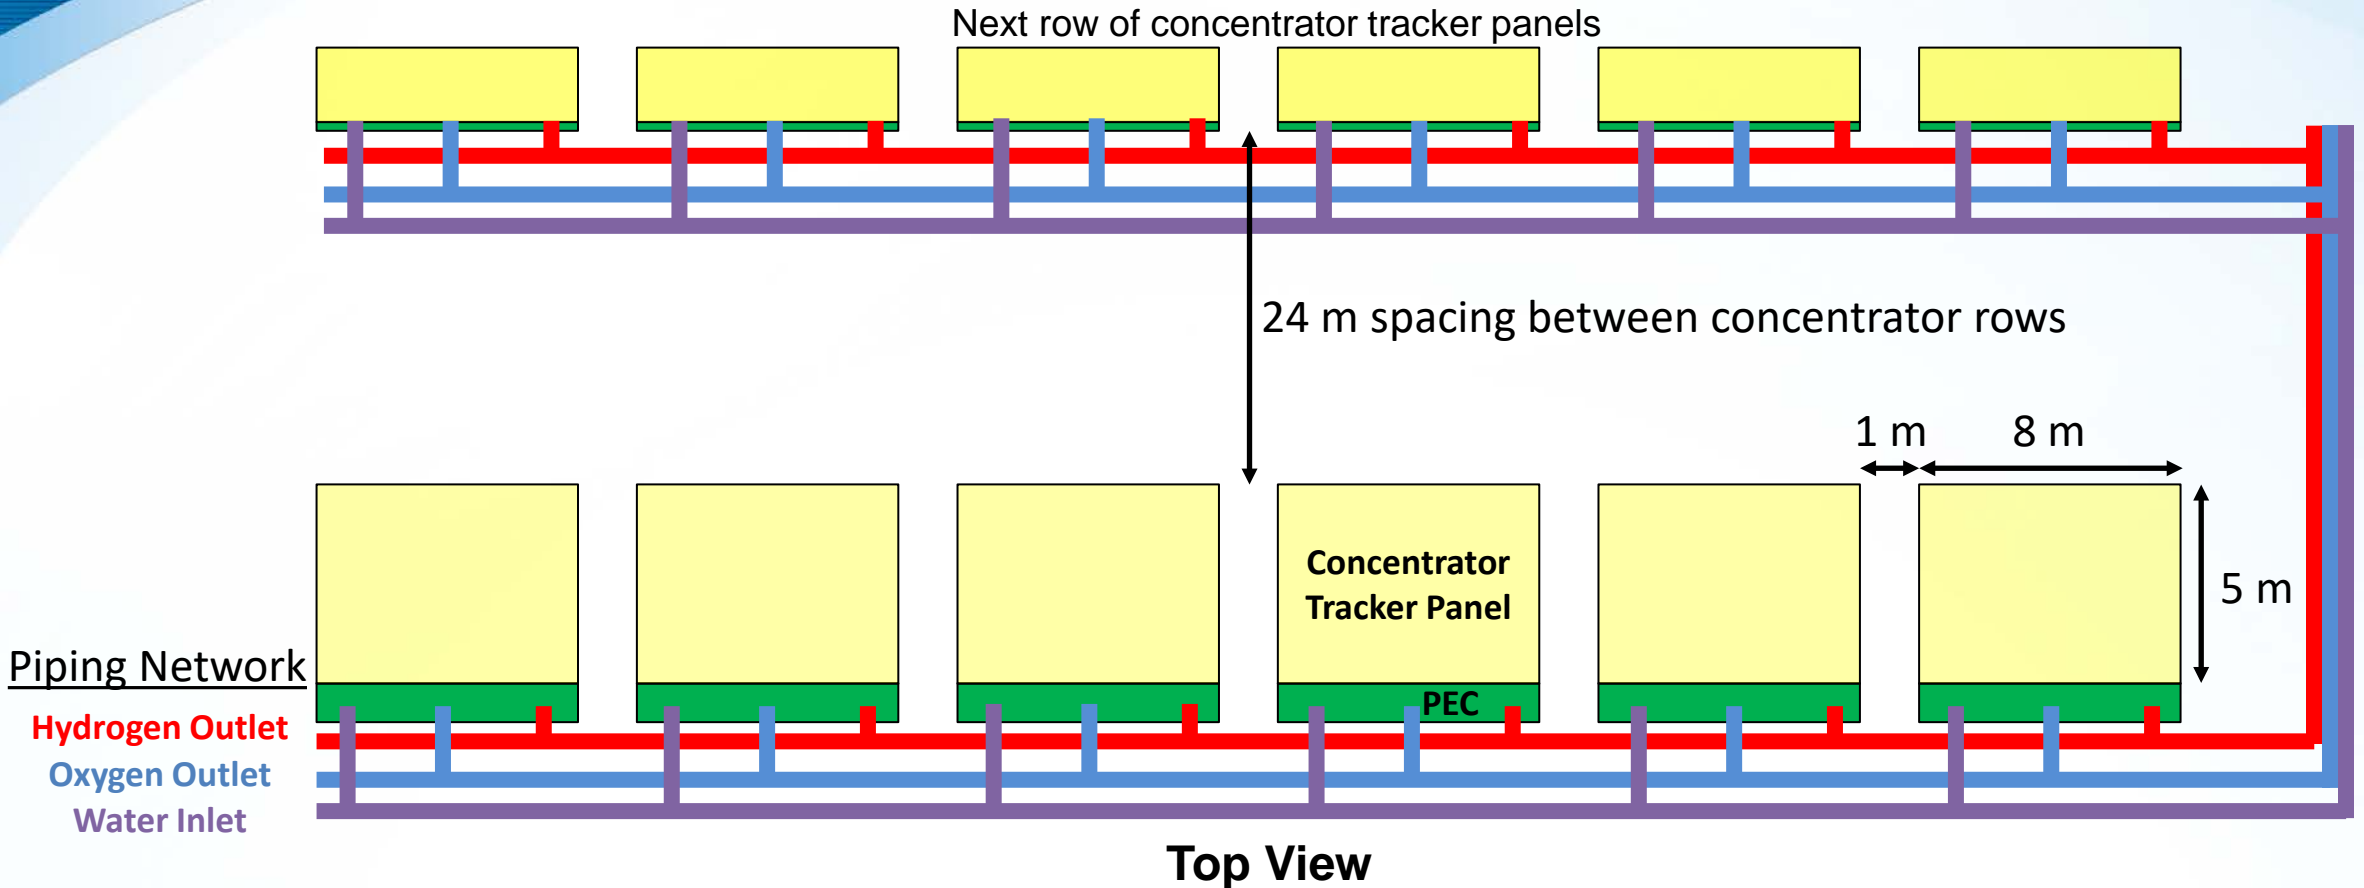 Next row of concentrator tracker panels
24 m spacing between concentrator rows
1 m
8 m
Concentrator
Tracker Panel
5 m
PEC
Piping Network
Hydrogen Outlet
Oxygen Outlet
Water Inlet
Top View